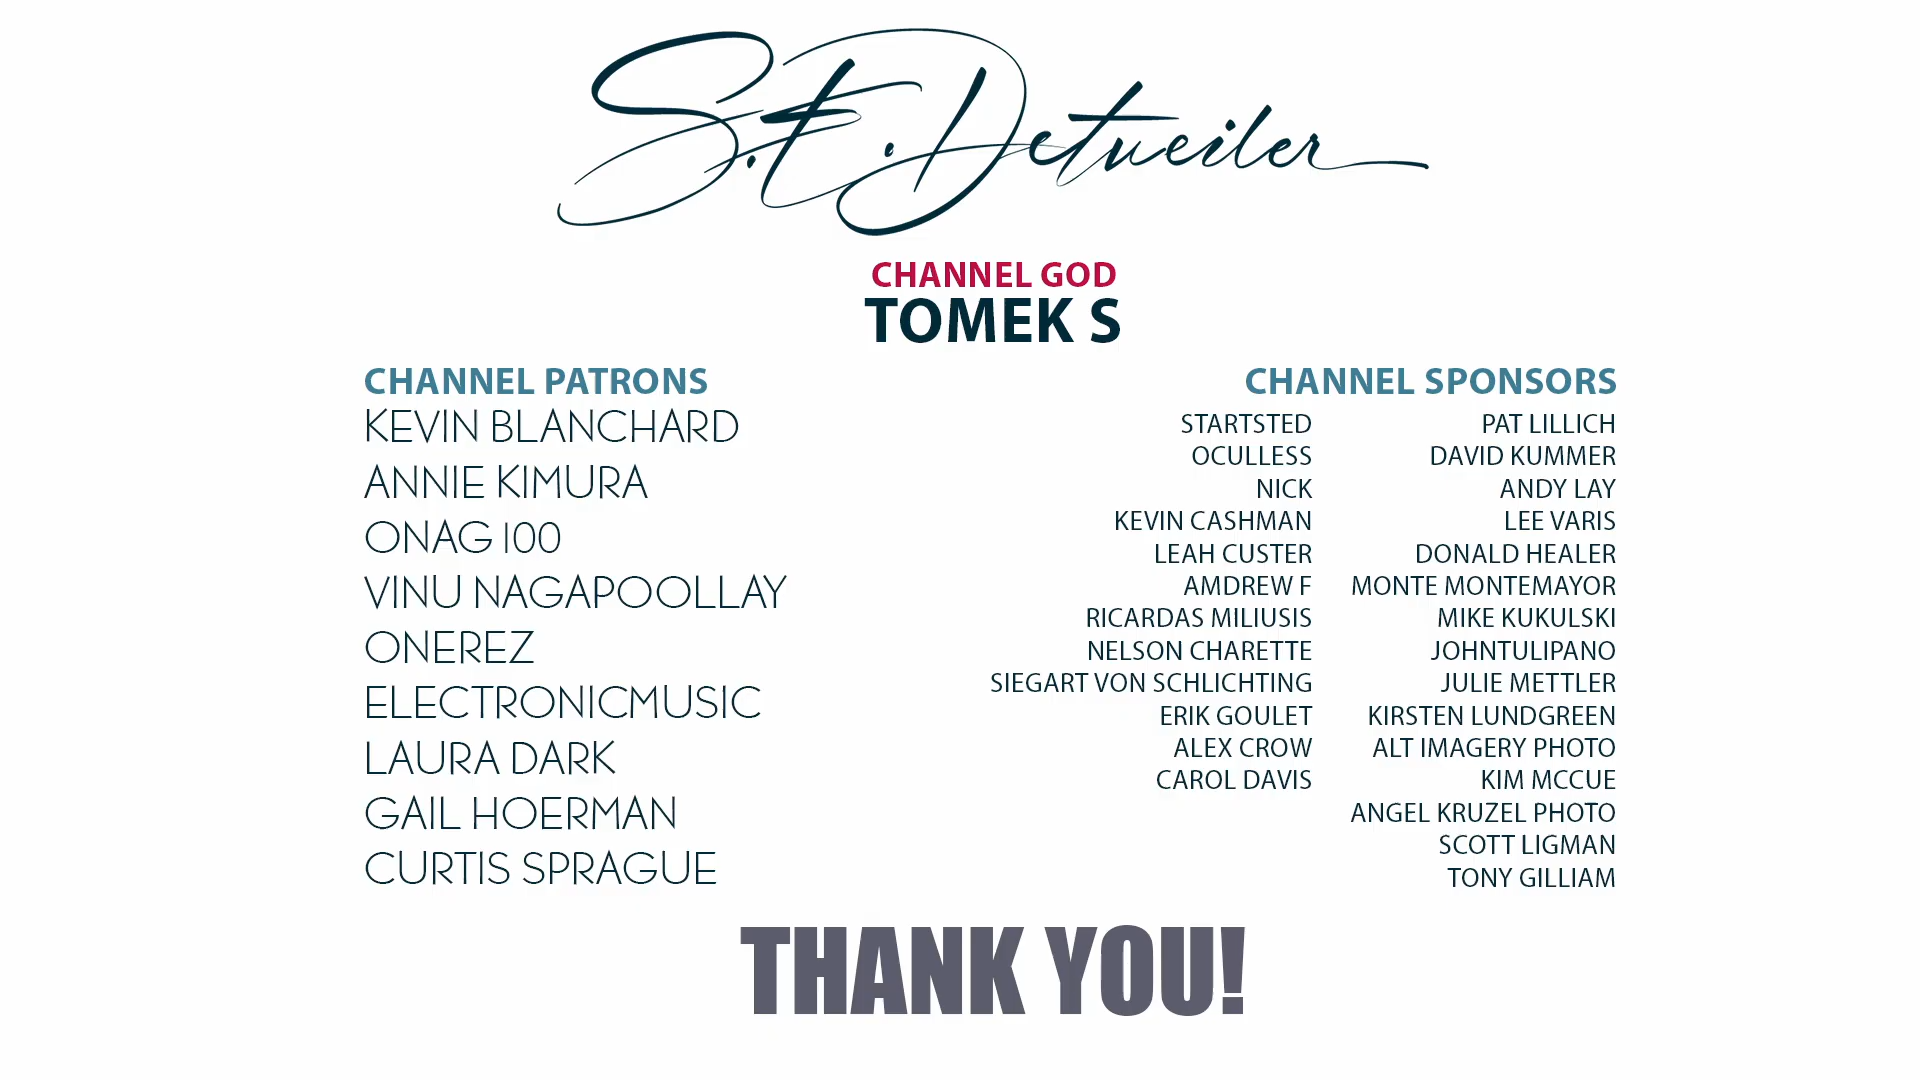 S.E. Detweiler
CHANNEL GOD
TOMEK S
CHANNEL PATRONS
KEVIN BLANCHARD
ANNIE KIMURA
ONAG 100
VINU NAGAPOOLLAY
ONEREZ
ELECTRONICMUSIC
LAURA DARK
GAIL HOERMAN
CURTIS SPRAGUE
CHANNEL SPONSORS
STARTSTED
OCULLESS
NICK
KEVIN CASHMAN
LEAH CUSTER
AMDREW F
RICARDAS MILIUSIS
NELSON CHARETTE
SIEGART VON SCHLICHTING
ERIK GOULET
ALEX CROW
CAROL DAVIS
PAT LILLICH
DAVID KUMMER
ANDY LAY
LEE VARIS
DONALD HEALER
MONTE MONTEMAYOR
MIKE KUKULSKI
JOHNTULIPANO
JULIE METTLER
KIRSTEN LUNDGREEN
ALT IMAGERY PHOTO
KIM MCCUE
ANGEL KRUZEL PHOTO
SCOTT LIGMAN
TONY GILLIAM
THANK YOU!